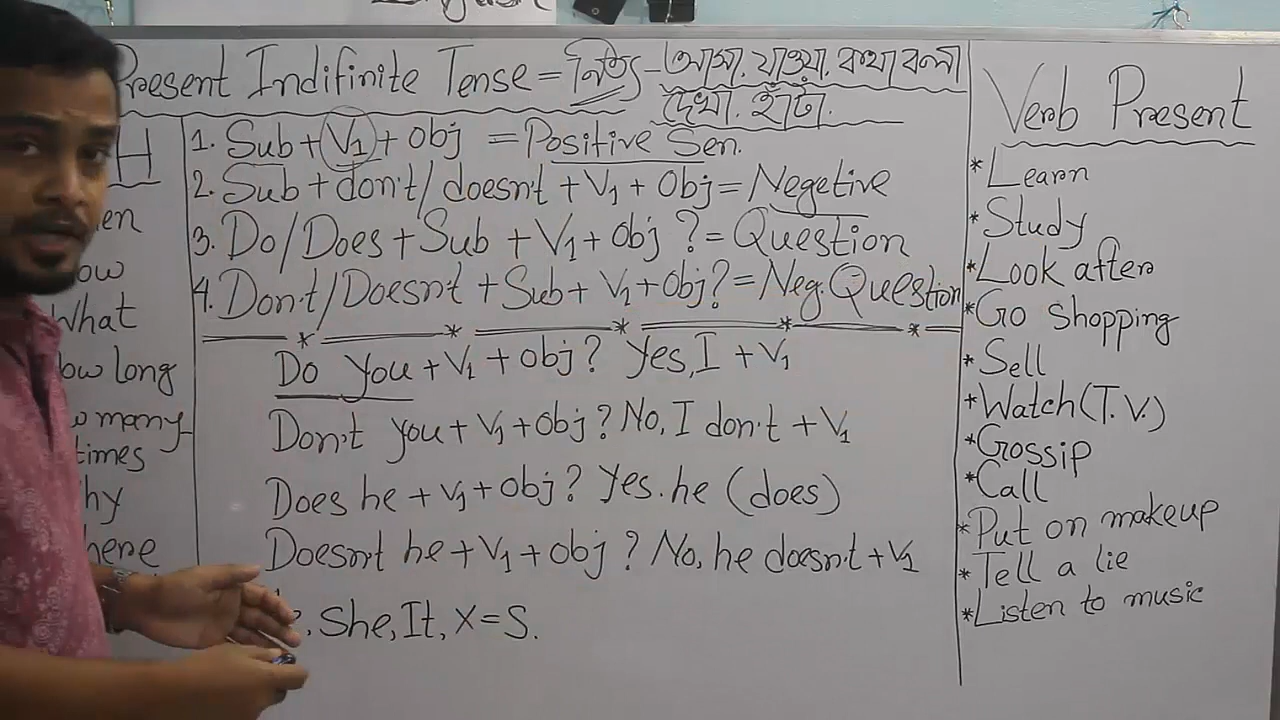 Present Indifinite Tense = নিত্য - আসা, যাওয়া, কথা বলা
দেখা, হাঁটা.
H
What
long
many
times
1. Sub + V1 + obj = Positive Sen.
2. Sub + don't/doesn't + V1 + Obj = Negetive
3. Do/Does + Sub + V1 + Obj ? = Question
4. Don't/Doesn't + Sub + V1 + Obj? = Neg. Question
Do you + V1 + obj? Yes, I + V1
Don't you + V1 + Obj? No, I don't + V1
Does he + V1 + Obj? Yes. he (does)
Doesn't he + V1 + Obj? No, he doesn't + V1
She, It, X = S.
Verb Present
* Learn
* Study
* Look after
* Go Shopping
* Sell
* Watch (T.V.)
* Gossip
* Call
* Put on makeup
* Tell a lie
* Listen to music